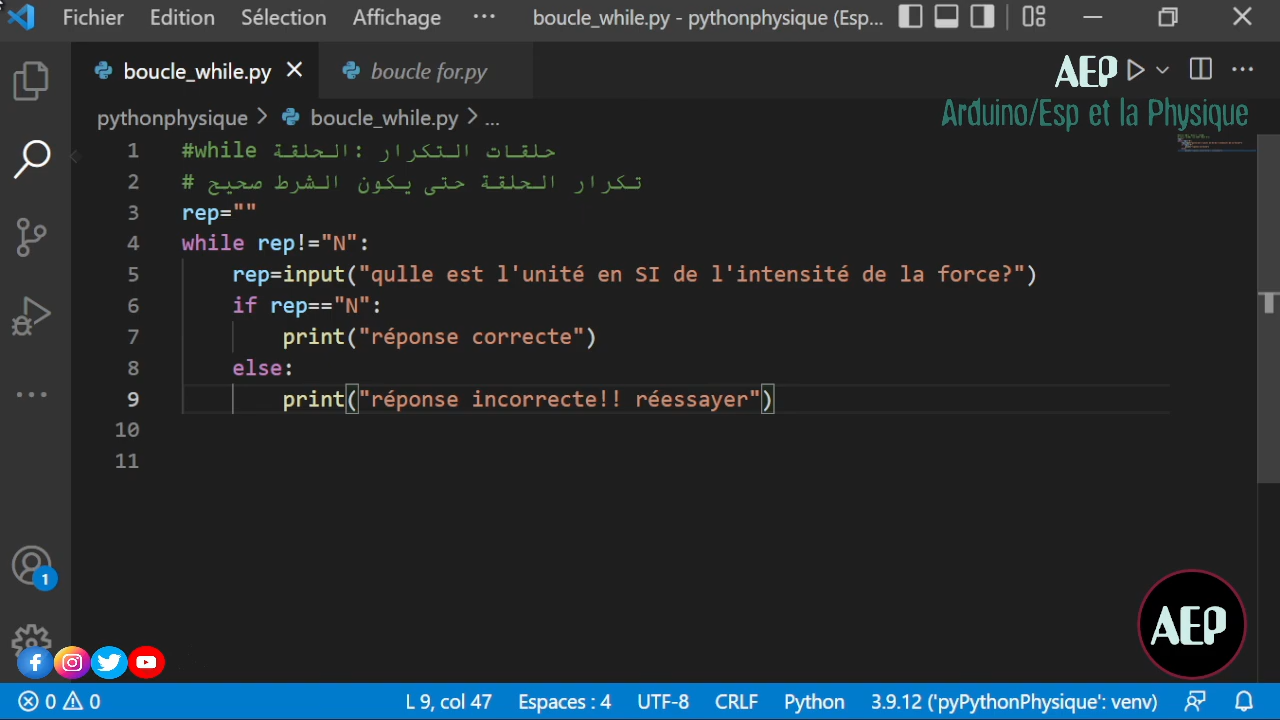 Fichier Edition Sélection Affichage ··· boucle_while.py - pythonphysique (Esp...
boucle_while.py boucle for.py
AEP
Arduino/Esp et la Physique
pythonphysique > boucle_while.py > ...
1 #while حلقات التكرار :الحلقة
2 # تكرار الحلقة حتى يكون الشرط صحيح
3 rep=""
4 while rep!="N":
5 rep=input("qulle est l'unité en SI de l'intensité de la force?")
6 if rep=="N":
7 print("réponse correcte")
8 else:
9 print("réponse incorrecte!! réessayer")
10
11
1
AEP
0 0 L 9, col 47 Espaces : 4 UTF-8 CRLF Python 3.9.12 ('pyPythonPhysique': venv)